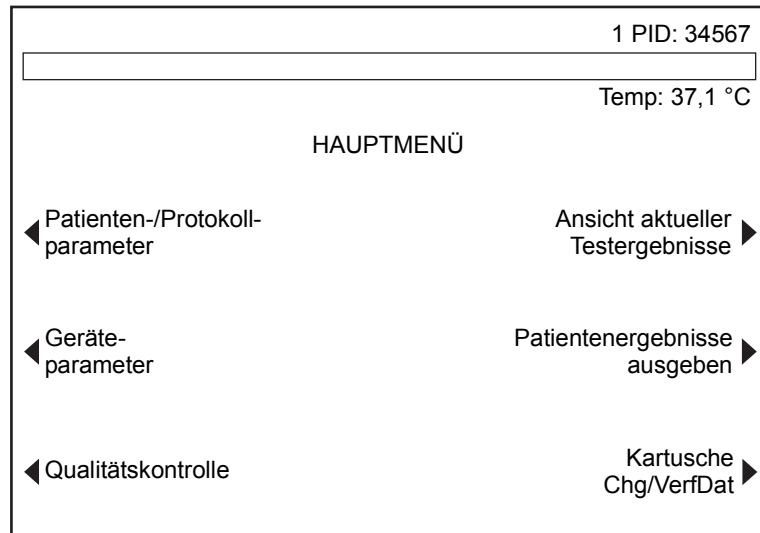 1 PID: 34567
Temp: 37,1 °C
HAUPTMENÜ
Patienten-/Protokoll-
parameter
Ansicht aktueller
Testergebnisse
Geräte-
parameter
Patientenergebnisse
ausgeben
Qualitätskontrolle
Kartusche
Chg/VerfDat